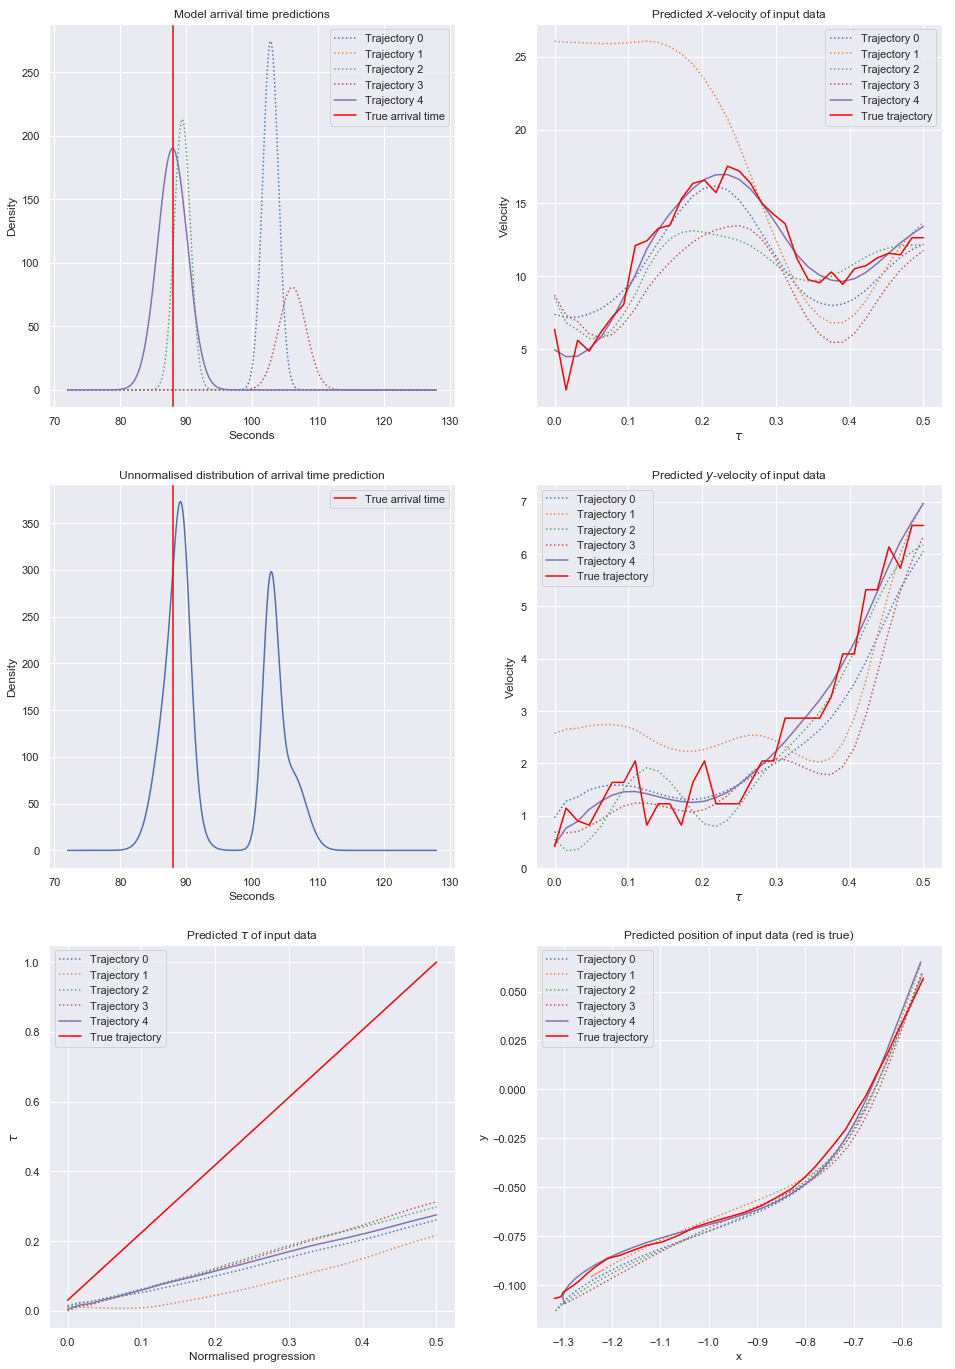 Model arrival time predictions
Trajectory 0
Trajectory 1
Trajectory 2
Trajectory 3
Trajectory 4
True arrival time
Density
250
200
150
100
50
0
70 80 90 100 110 120 130
Seconds
Predicted x-velocity of input data
Trajectory 0
Trajectory 1
Trajectory 2
Trajectory 3
Trajectory 4
True trajectory
Velocity
25
20
15
10
5
0.0 0.1 0.2 0.3 0.4 0.5
τ
Unnormalised distribution of arrival time prediction
True arrival time
Density
350
300
250
200
150
100
50
0
70 80 90 100 110 120 130
Seconds
Predicted y-velocity of input data
Trajectory 0
Trajectory 1
Trajectory 2
Trajectory 3
Trajectory 4
True trajectory
Velocity
7
6
5
4
3
2
1
0
0.0 0.1 0.2 0.3 0.4 0.5
τ
Predicted τ of input data
Trajectory 0
Trajectory 1
Trajectory 2
Trajectory 3
Trajectory 4
True trajectory
τ
1.0
0.8
0.6
0.4
0.2
0.0
0.0 0.1 0.2 0.3 0.4 0.5
Normalised progression
Predicted position of input data (red is true)
Trajectory 0
Trajectory 1
Trajectory 2
Trajectory 3
Trajectory 4
True trajectory
y
0.050
0.025
0.000
−0.025
−0.050
−0.075
−0.100
−1.3 −1.2 −1.1 −1.0 −0.9 −0.8 −0.7 −0.6
x